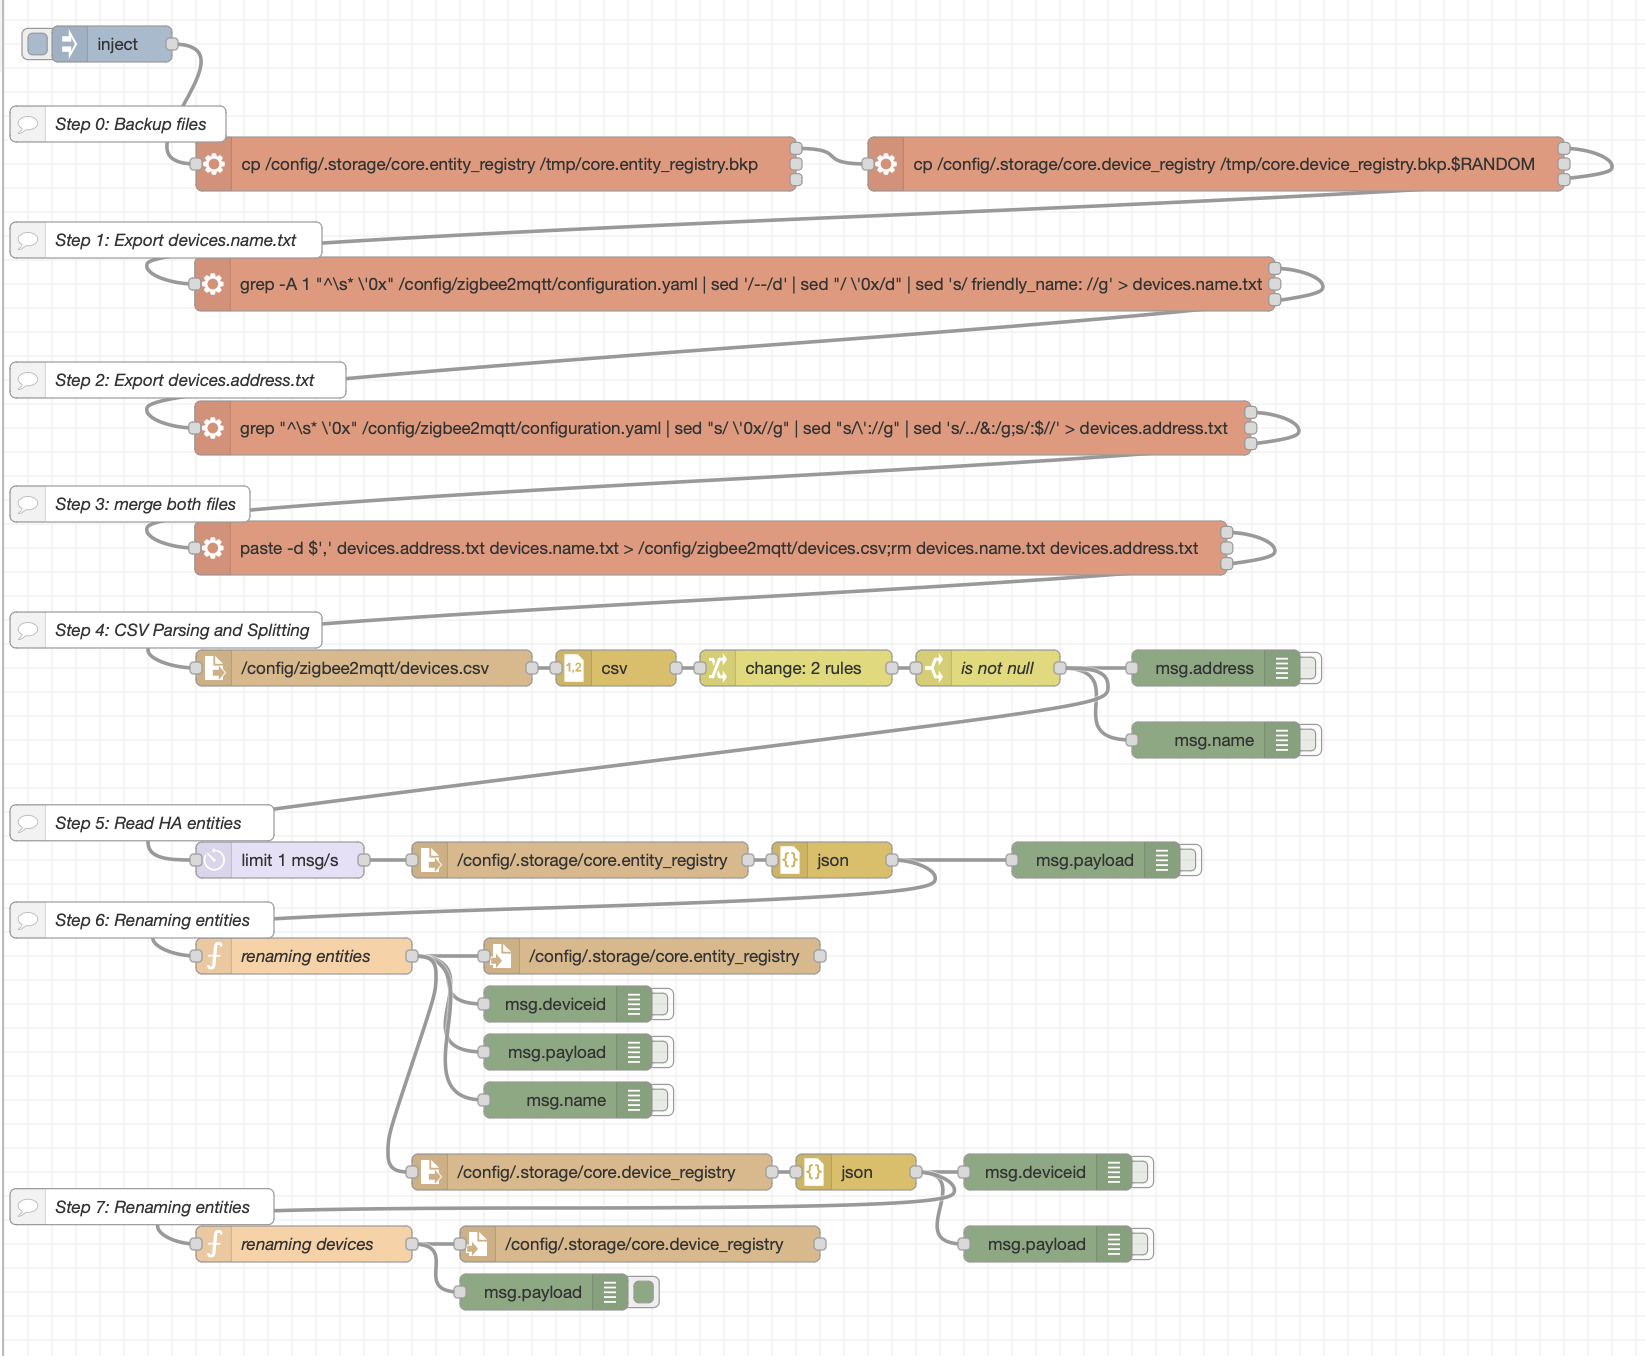 inject
Step 0: Backup files
cp /config/.storage/core.entity_registry /tmp/core.entity_registry.bkp
cp /config/.storage/core.device_registry /tmp/core.device_registry.bkp.$RANDOM
Step 1: Export devices.name.txt
grep -A 1 "^\s* \'0x" /config/zigbee2mqtt/configuration.yaml | sed '/--/d' | sed "/ \'0x/d" | sed 's/ friendly_name: //g' > devices.name.txt
Step 2: Export devices.address.txt
grep "^\s* \'0x" /config/zigbee2mqtt/configuration.yaml | sed "s/ \'0x//g" | sed "s/\'://g" | sed 's/../&:/g;s/:$//' > devices.address.txt
Step 3: merge both files
paste -d $',' devices.address.txt devices.name.txt > /config/zigbee2mqtt/devices.csv;rm devices.name.txt devices.address.txt
Step 4: CSV Parsing and Splitting
/config/zigbee2mqtt/devices.csv
1,2
csv
change: 2 rules
is not null
msg.address
msg.name
Step 5: Read HA entities
limit 1 msg/s
/config/.storage/core.entity_registry
{}
json
msg.payload
Step 6: Renaming entities
renaming entities
/config/.storage/core.entity_registry
msg.deviceid
msg.payload
msg.name
/config/.storage/core.device_registry
{}
json
msg.deviceid
Step 7: Renaming entities
renaming devices
/config/.storage/core.device_registry
msg.payload
msg.payload